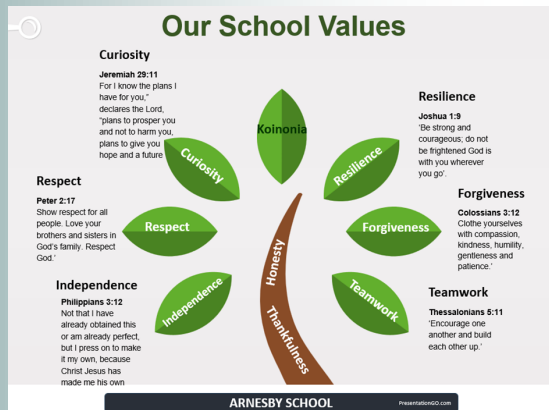 Our School Values
Curiosity
Jeremiah 29:11
For I know the plans I
have for you,"
declares the Lord,
"plans to prosper you
and not to harm you,
plans to give you
hope and a future
Respect
Peter 2:17
Show respect for all
people. Love your
brothers and sisters in
God's family. Respect
God.'
Independence
Philippians 3:12
Not that I have
already obtained this
or am already perfect,
but I press on to make
it my own, because
Christ Jesus has
made me his own
Koinonia
Curiosity
Resilience
Respect
Forgiveness
Independence
Teamwork
Honesty
Thankfulness
Resilience
Joshua 1:9
'Be strong and
courageous; do not
be frightened God is
with you wherever
you go'.
Forgiveness
Colossians 3:12
Clothe yourselves
with compassion,
kindness, humility,
gentleness and
patience.'
Teamwork
Thessalonians 5:11
'Encourage one
another and build
each other up.'
ARNESBY SCHOOL
PresentationGO.com